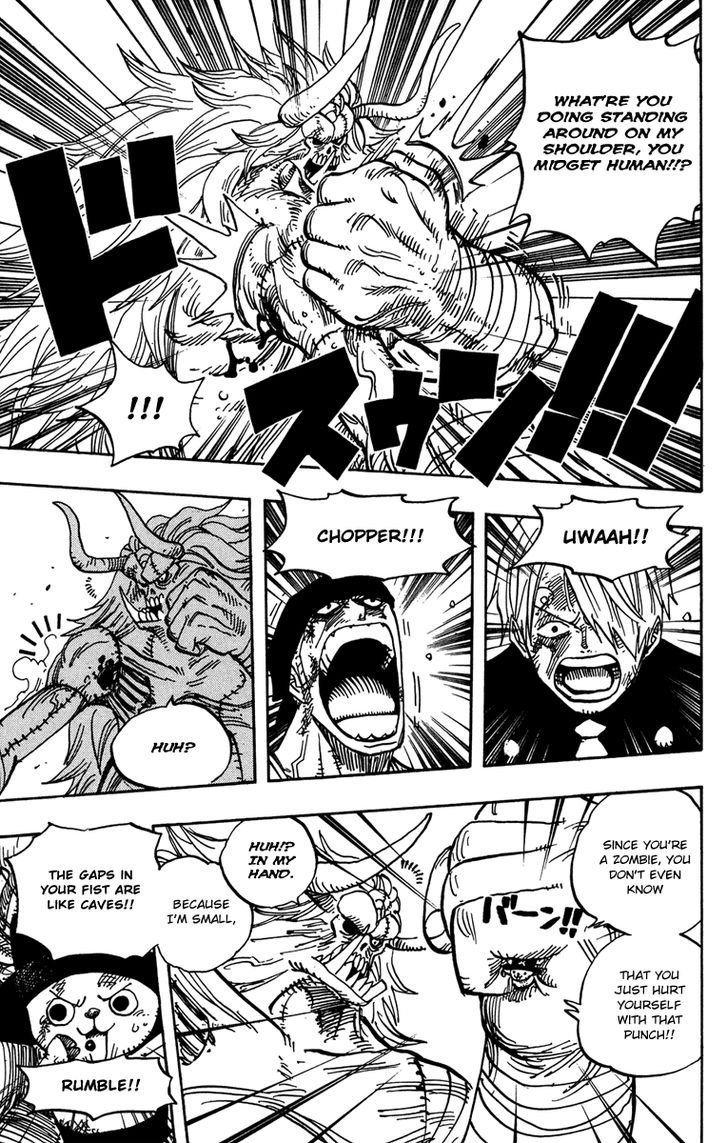 WHAT'RE YOU
DOING STANDING
AROUND ON MY
SHOULDER, YOU
MIDGET HUMAN!!?
ドスゥン!!!
!!!
UWAAH!!
CHOPPER!!!
HUH?
SINCE YOU'RE
A ZOMBIE, YOU
DON'T EVEN
KNOW
THAT YOU
JUST HURT
YOURSELF
WITH THAT
PUNCH!!
バーン!!
HUH!?
IN MY
HAND.
BECAUSE
I'M SMALL,
THE GAPS IN
YOUR FIST ARE
LIKE CAVES!!
RUMBLE!!